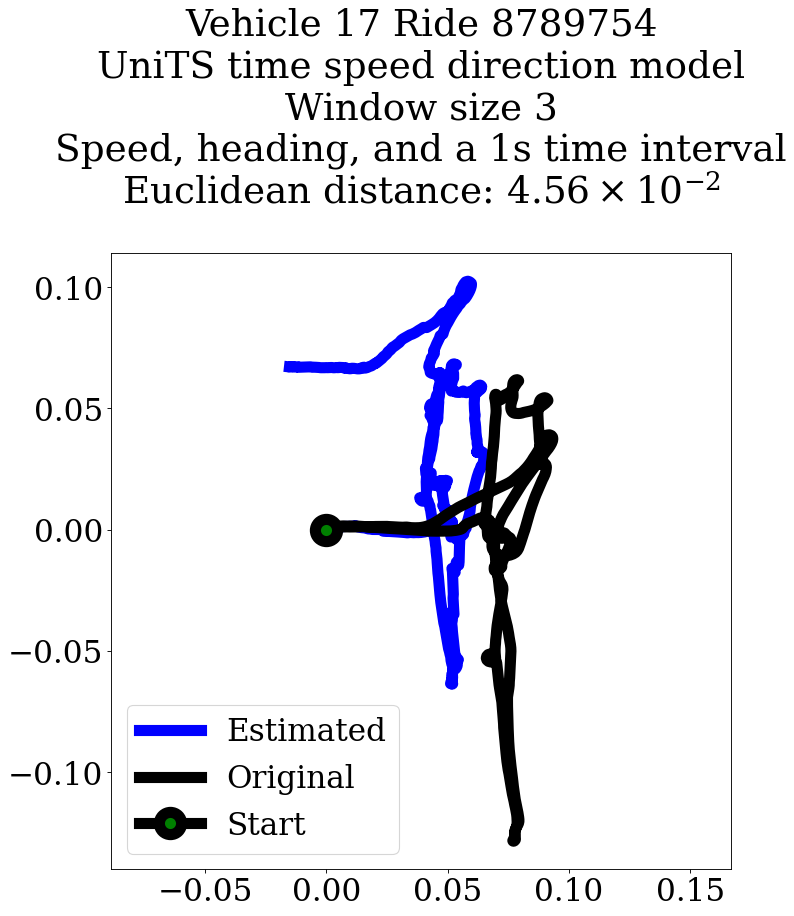 Vehicle 17 Ride 8789754
UniTS time speed direction model
Window size 3
Speed, heading, and a 1s time interval
Euclidean distance: 4.56 × 10⁻²
0.10
0.05
0.00
−0.05
−0.10
Estimated
Original
Start
−0.05 0.00 0.05 0.10 0.15